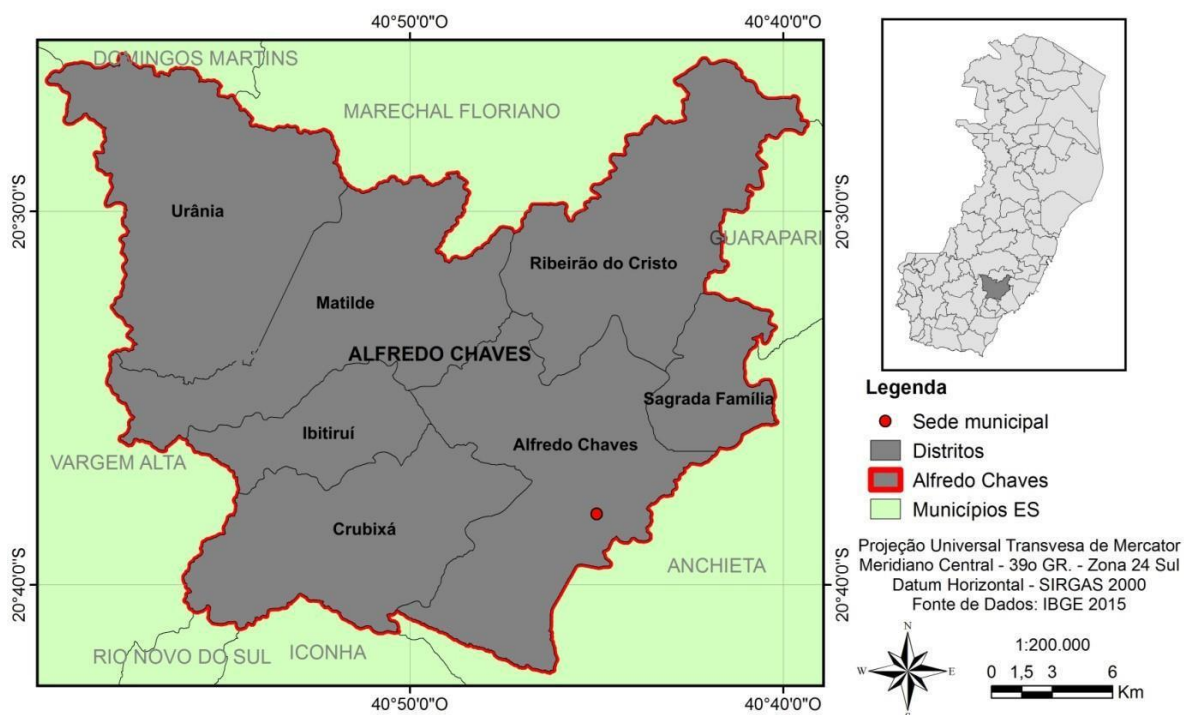 40°50'0"O
40°40'0"O
DOMINGOS MARTINS
MARECHAL FLORIANO
20°30'0"S
Urânia
20°30'0"S
GUARAPARI
Ribeirão do Cristo
Matilde
ALFREDO CHAVES
Sagrada Família
Ibitiruí
Alfredo Chaves
VARGEM ALTA
Crubixá
ANCHIETA
20°40'0"S
20°40'0"S
RIO NOVO DO SUL
ICONHA
40°50'0"O
40°40'0"O
Legenda
Sede municipal
Distritos
Alfredo Chaves
Municípios ES
Projeção Universal Transvesa de Mercator
Meridiano Central - 39o GR. - Zona 24 Sul
Datum Horizontal - SIRGAS 2000
Fonte de Dados: IBGE 2015
N
W
E
S
1:200.000
0 1,5 3 6
Km